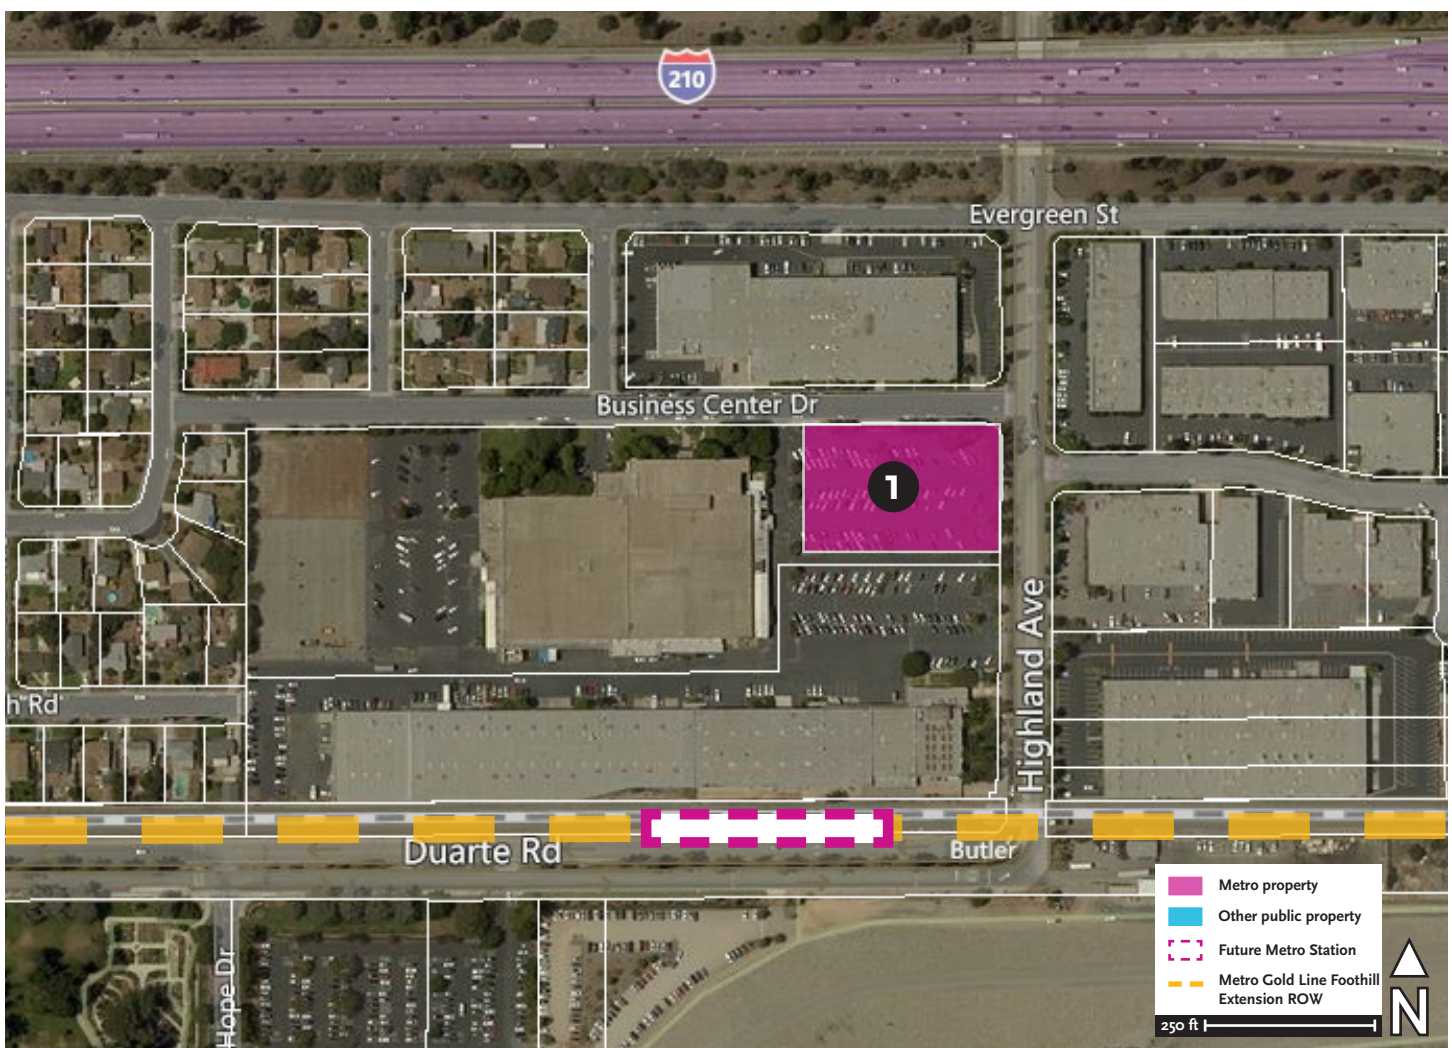 210
Evergreen St
Business Center Dr
1
Highland Ave
h Rd
Duarte Rd
Butler
Hope Dr
Metro property
Other public property
Future Metro Station
Metro Gold Line Foothill
Extension ROW
250 ft
N